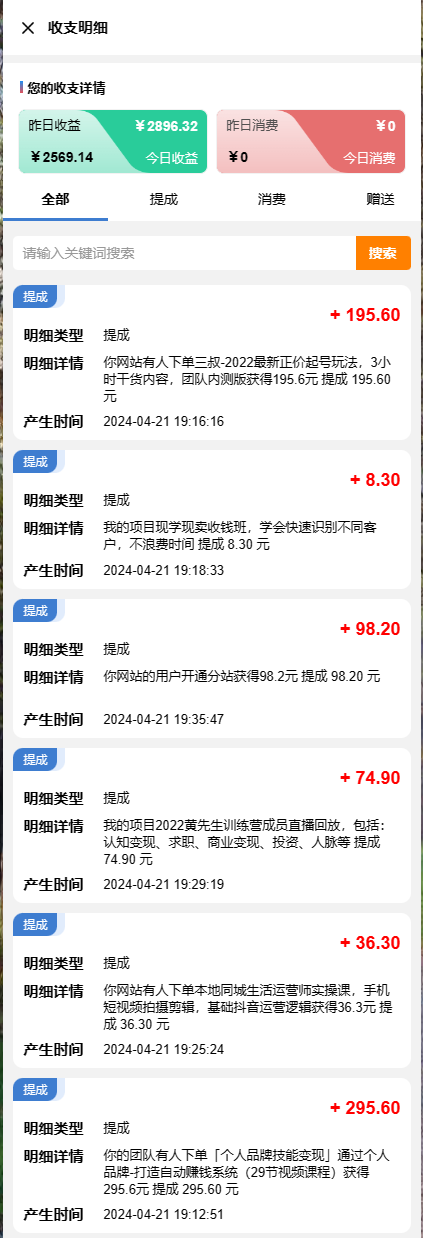 收支明细
您的收支详情
昨日收益 ￥2896.32 昨日消费 ￥0
￥2569.14 今日收益 ￥0 今日消费
全部 提成 消费 赠送
请输入关键词搜索 搜索
提成
+ 195.60
明细类型 提成
明细详情 你网站有人下单三叔-2022最新正价起号玩法，3小
时干货内容，团队内测版获得195.6元 提成 195.60
元
产生时间 2024-04-21 19:16:16
提成
+ 8.30
明细类型 提成
明细详情 我的项目现学现卖收钱班，学会快速识别不同客
户，不浪费时间 提成 8.30 元
产生时间 2024-04-21 19:18:33
提成
+ 98.20
明细类型 提成
明细详情 你网站的用户开通分站获得98.2元 提成 98.20 元
产生时间 2024-04-21 19:35:47
提成
+ 74.90
明细类型 提成
明细详情 我的项目2022黄先生训练营成员直播回放，包括：
认知变现、求职、商业变现、投资、人脉等 提成
74.90 元
产生时间 2024-04-21 19:29:19
提成
+ 36.30
明细类型 提成
明细详情 你网站有人下单本地同城生活运营师实操课，手机
短视频拍摄剪辑，基础抖音运营逻辑获得36.3元 提
成 36.30 元
产生时间 2024-04-21 19:25:24
提成
+ 295.60
明细类型 提成
明细详情 你的团队有人下单「个人品牌技能变现」通过个人
品牌-打造自动赚钱系统（29节视频课程）获得
295.6元 提成 295.60 元
产生时间 2024-04-21 19:12:51